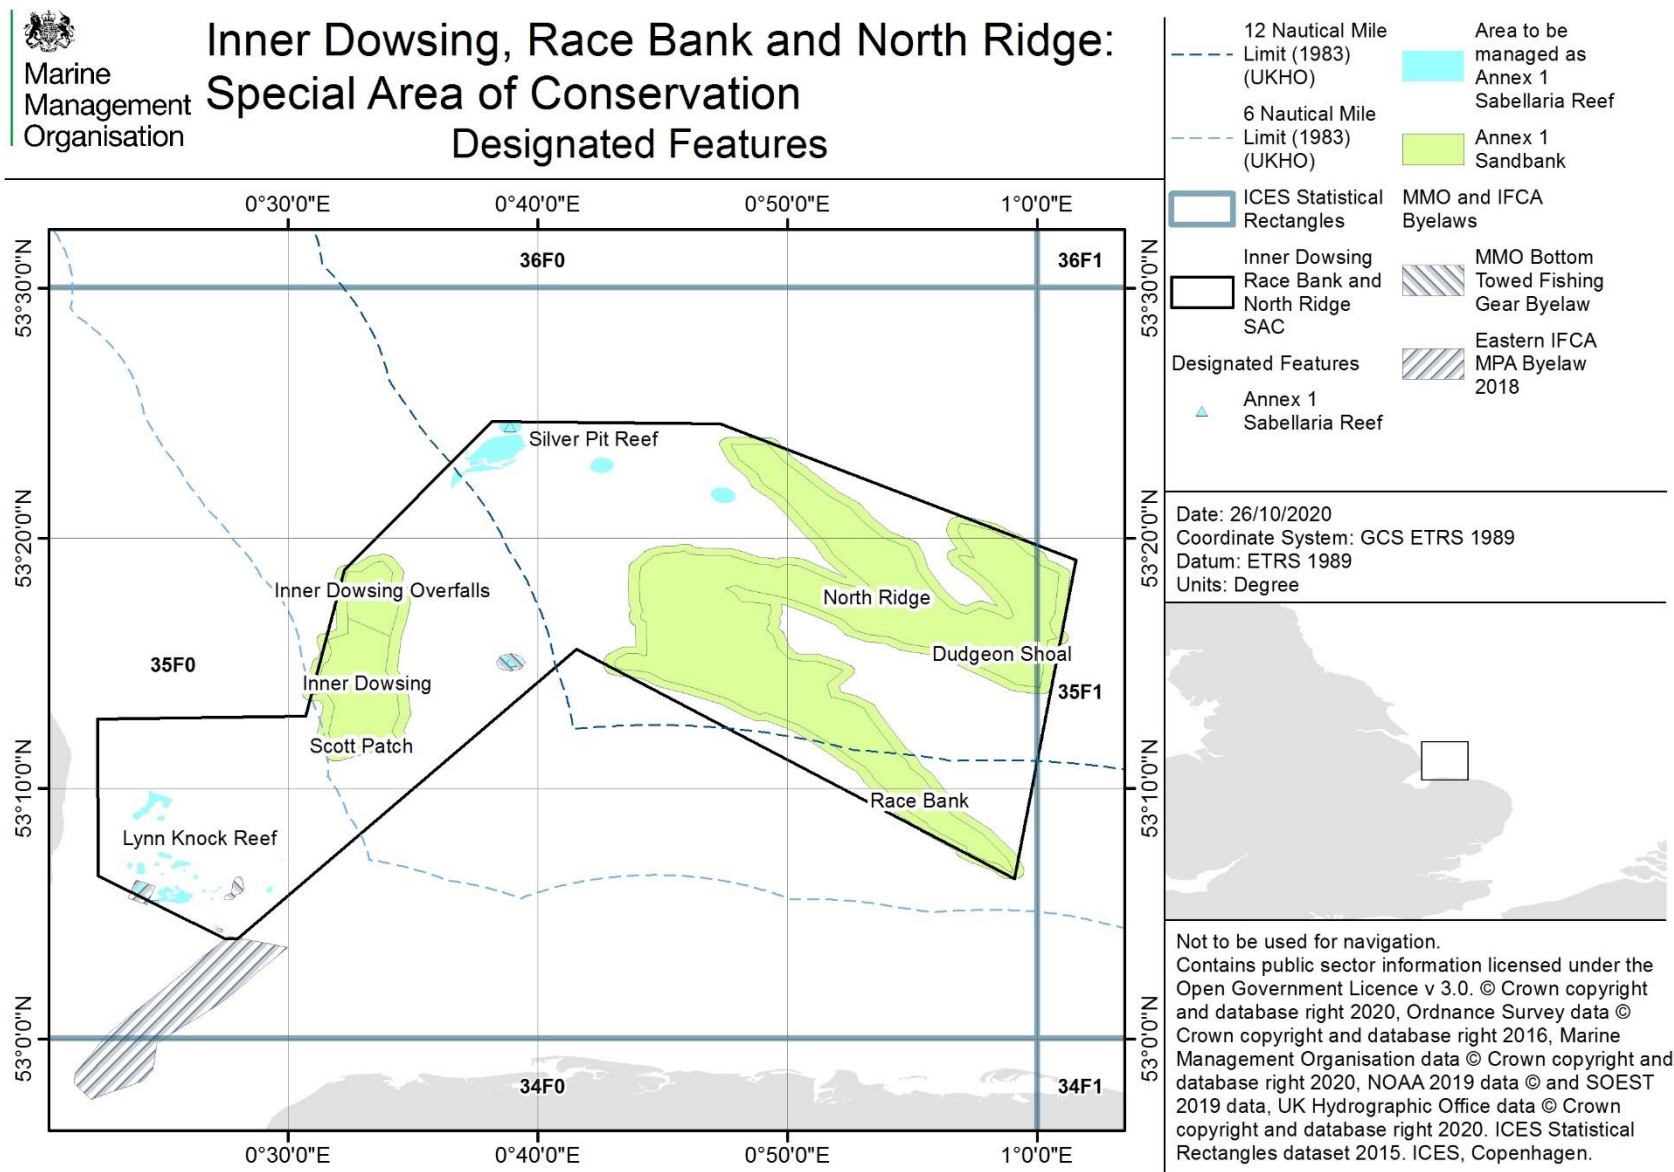 Marine
Management
Organisation
Inner Dowsing, Race Bank and North Ridge:
Special Area of Conservation
Designated Features
0°30'0"E
0°40'0"E
0°50'0"E
1°0'0"E
53°30'0"N
53°20'0"N
53°10'0"N
53°0'0"N
36F0
36F1
Silver Pit Reef
Inner Dowsing Overfalls
North Ridge
Dudgeon Shoal
35F0
Inner Dowsing
35F1
Scott Patch
Race Bank
Lynn Knock Reef
34F0
34F1
53°30'0"N
53°20'0"N
53°10'0"N
53°0'0"N
0°30'0"E
0°40'0"E
0°50'0"E
1°0'0"E
12 Nautical Mile
Limit (1983)
(UKHO)
6 Nautical Mile
Limit (1983)
(UKHO)
ICES Statistical
Rectangles
Inner Dowsing
Race Bank and
North Ridge
SAC
Designated Features
Annex 1
Sabellaria Reef
Area to be
managed as
Annex 1
Sabellaria Reef
Annex 1
Sandbank
MMO and IFCA
Byelaws
MMO Bottom
Towed Fishing
Gear Byelaw
Eastern IFCA
MPA Byelaw
2018
Date: 26/10/2020
Coordinate System: GCS ETRS 1989
Datum: ETRS 1989
Units: Degree
Not to be used for navigation.
Contains public sector information licensed under the
Open Government Licence v 3.0. © Crown copyright
and database right 2020, Ordnance Survey data ©
Crown copyright and database right 2016, Marine
Management Organisation data © Crown copyright and
database right 2020, NOAA 2019 data © and SOEST
2019 data, UK Hydrographic Office data © Crown
copyright and database right 2020. ICES Statistical
Rectangles dataset 2015. ICES, Copenhagen.